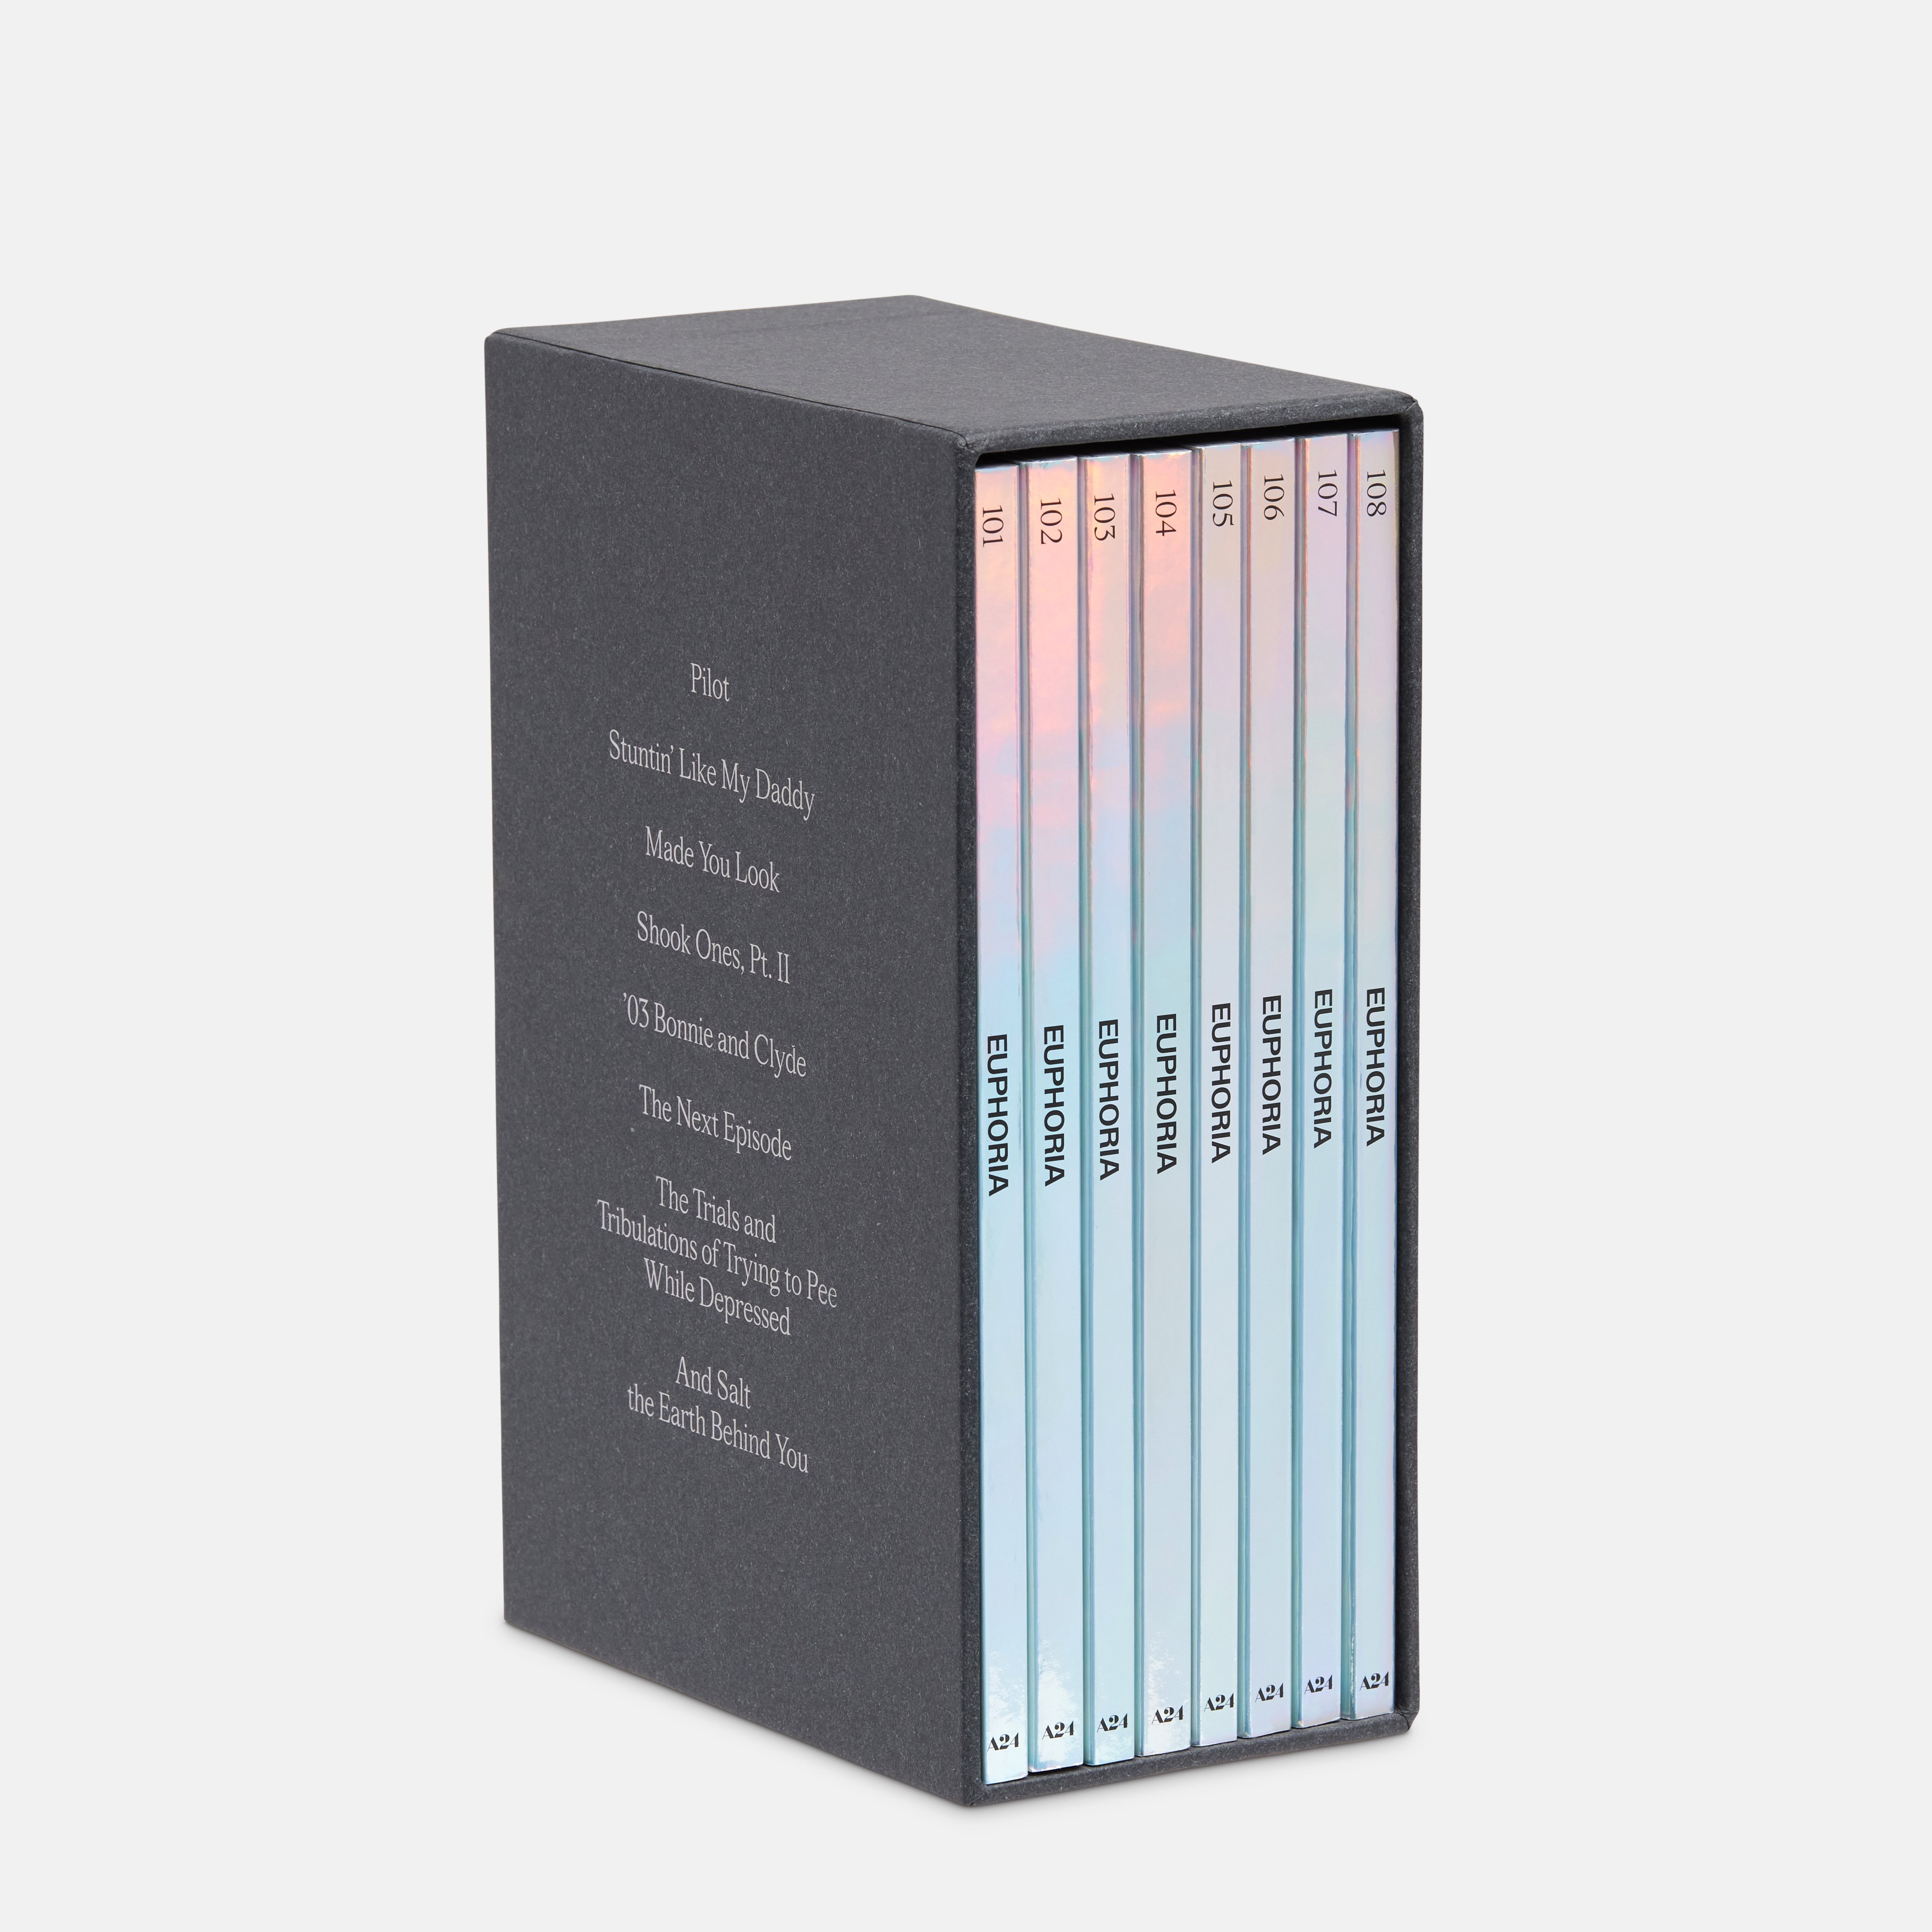 Pilot
Stuntin' Like My Daddy
Made You Look
Shook Ones, Pt. II
'03 Bonnie and Clyde
The Next Episode
The Trials and
Tribulations of Trying to Pee
While Depressed
And Salt
the Earth Behind You
101 EUPHORIA A24
102 EUPHORIA A24
103 EUPHORIA A24
104 EUPHORIA A24
105 EUPHORIA A24
106 EUPHORIA A24
107 EUPHORIA A24
108 EUPHORIA A24